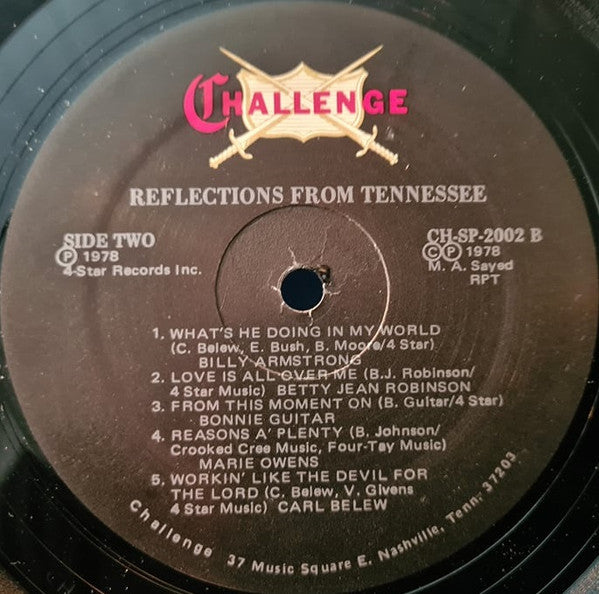 CHALLENGE
REFLECTIONS FROM TENNESSEE
SIDE TWO
Ⓟ 1978
4-Star Records Inc.
CH-SP-2002 B
©Ⓟ 1978
M. A. Sayed
RPT
1. WHAT'S HE DOING IN MY WORLD
(C. Belew, E. Bush, B. Moore/4 Star)
BILLY ARMSTRONG
2. LOVE IS ALL OVER ME (B.J. Robinson/
4 Star Music) BETTY JEAN ROBINSON
3. FROM THIS MOMENT ON (B. Guitar/4 Star)
BONNIE GUITAR
4. REASONS A' PLENTY (B. Johnson/
Crooked Cree Music, Four-Tay Music)
MARIE OWENS
5. WORKIN' LIKE THE DEVIL FOR
THE LORD (C. Belew, V. Givens
4 Star Music) CARL BELEW
Challenge 37 Music Square E. Nashville, Tenn. 37203